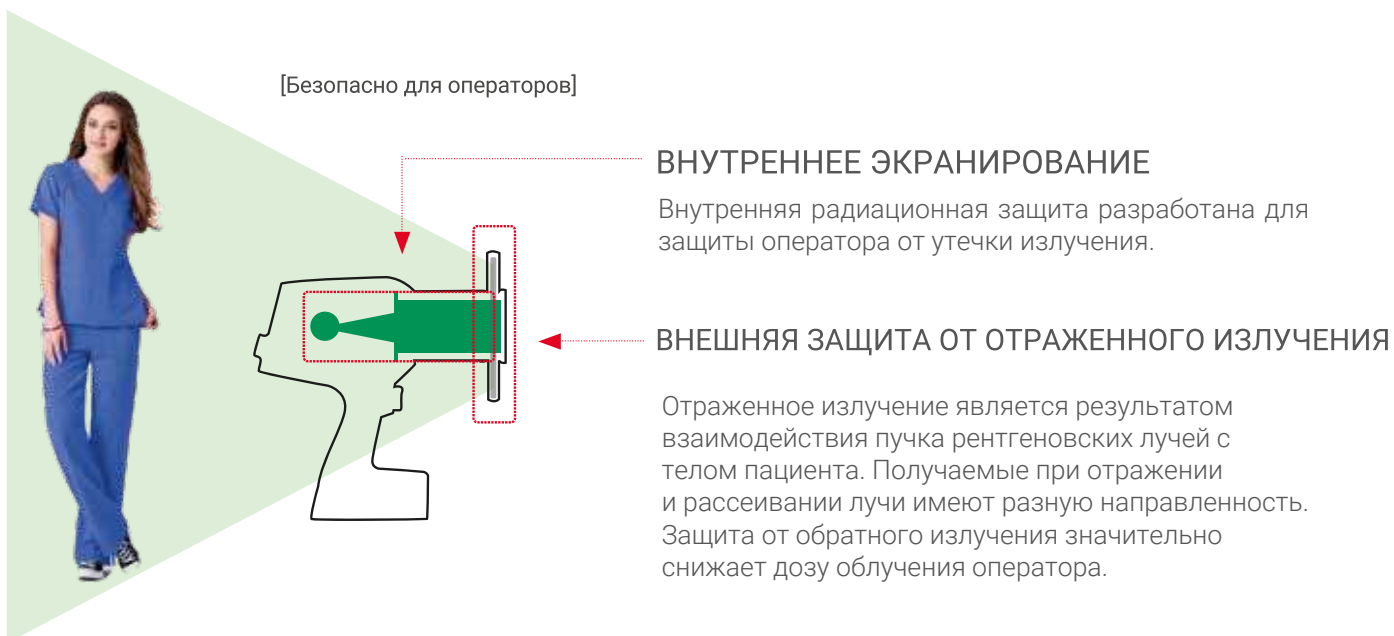 [Безопасно для операторов]
ВНУТРЕННЕЕ ЭКРАНИРОВАНИЕ
Внутренняя радиационная защита разработана для
защиты оператора от утечки излучения.
ВНЕШНЯЯ ЗАЩИТА ОТ ОТРАЖЕННОГО ИЗЛУЧЕНИЯ
Отраженное излучение является результатом
взаимодействия пучка рентгеновских лучей с
телом пациента. Получаемые при отражении
и рассеивании лучи имеют разную направленность.
Защита от обратного излучения значительно
снижает дозу облучения оператора.